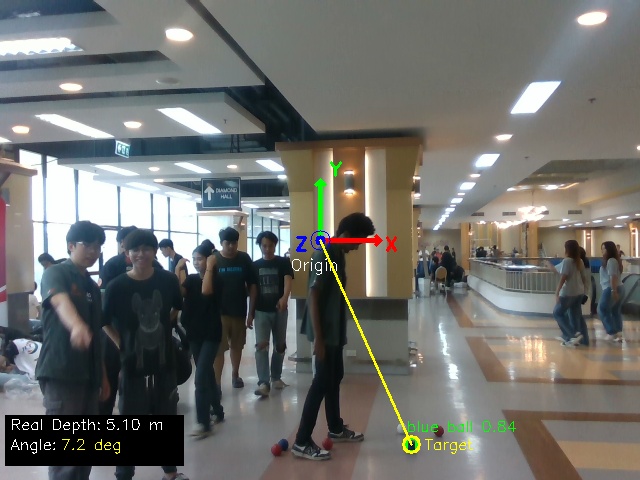 DIAMOND
HALL
Y
Z
X
Origin
blue ball 0.84
Target
Real Depth: 5.10 m
Angle: 7.2 deg